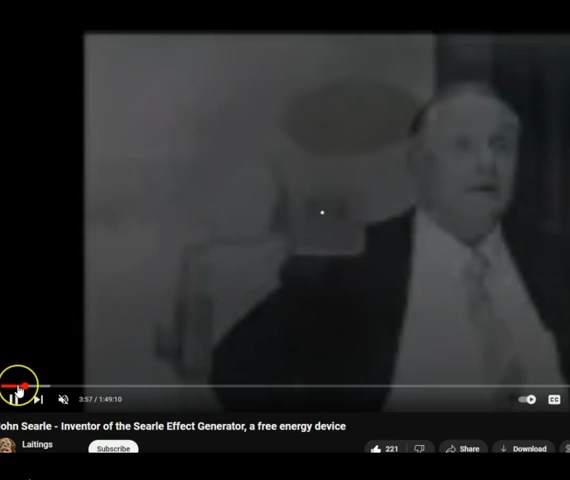 3:57 / 1:49:10
CC
ohn Searle - Inventor of the Searle Effect Generator, a free energy device
Laitings
Subscribe
221
Share
Download